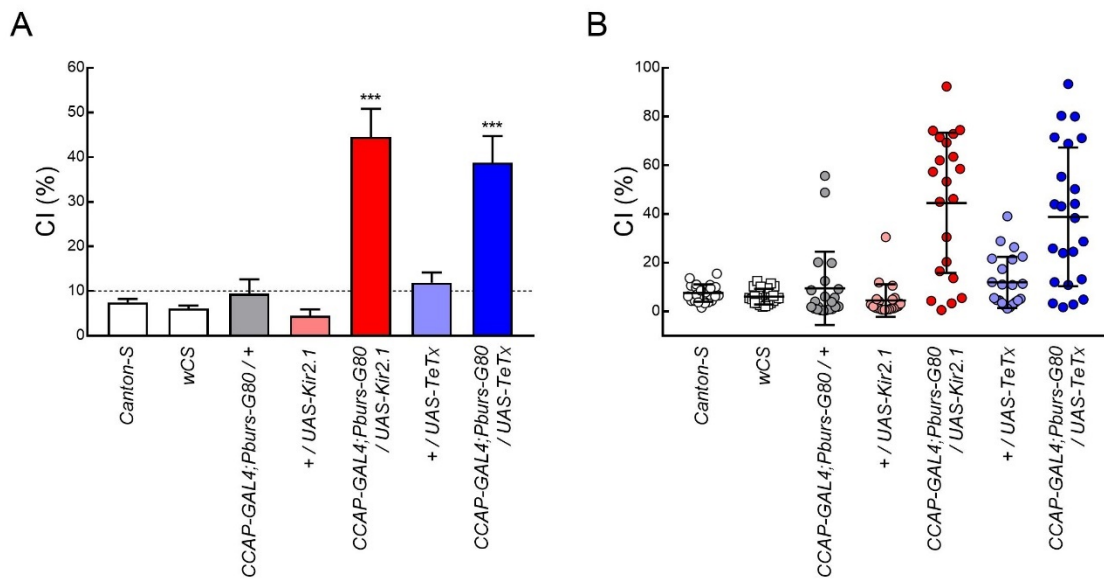 A
CI (%)
60
50
40
30
20
10
0
***
***
Canton-S
wCS
CCAP-GAL4;Pburs-G80 / +
+ / UAS-Kir2.1
CCAP-GAL4;Pburs-G80
/ UAS-Kir2.1
+ / UAS-TeTx
CCAP-GAL4;Pburs-G80
/ UAS-TeTx
B
CI (%)
100
80
60
40
20
0
Canton-S
wCS
CCAP-GAL4;Pburs-G80 / +
+ / UAS-Kir2.1
CCAP-GAL4;Pburs-G80
/ UAS-Kir2.1
+ / UAS-TeTx
CCAP-GAL4;Pburs-G80
/ UAS-TeTx